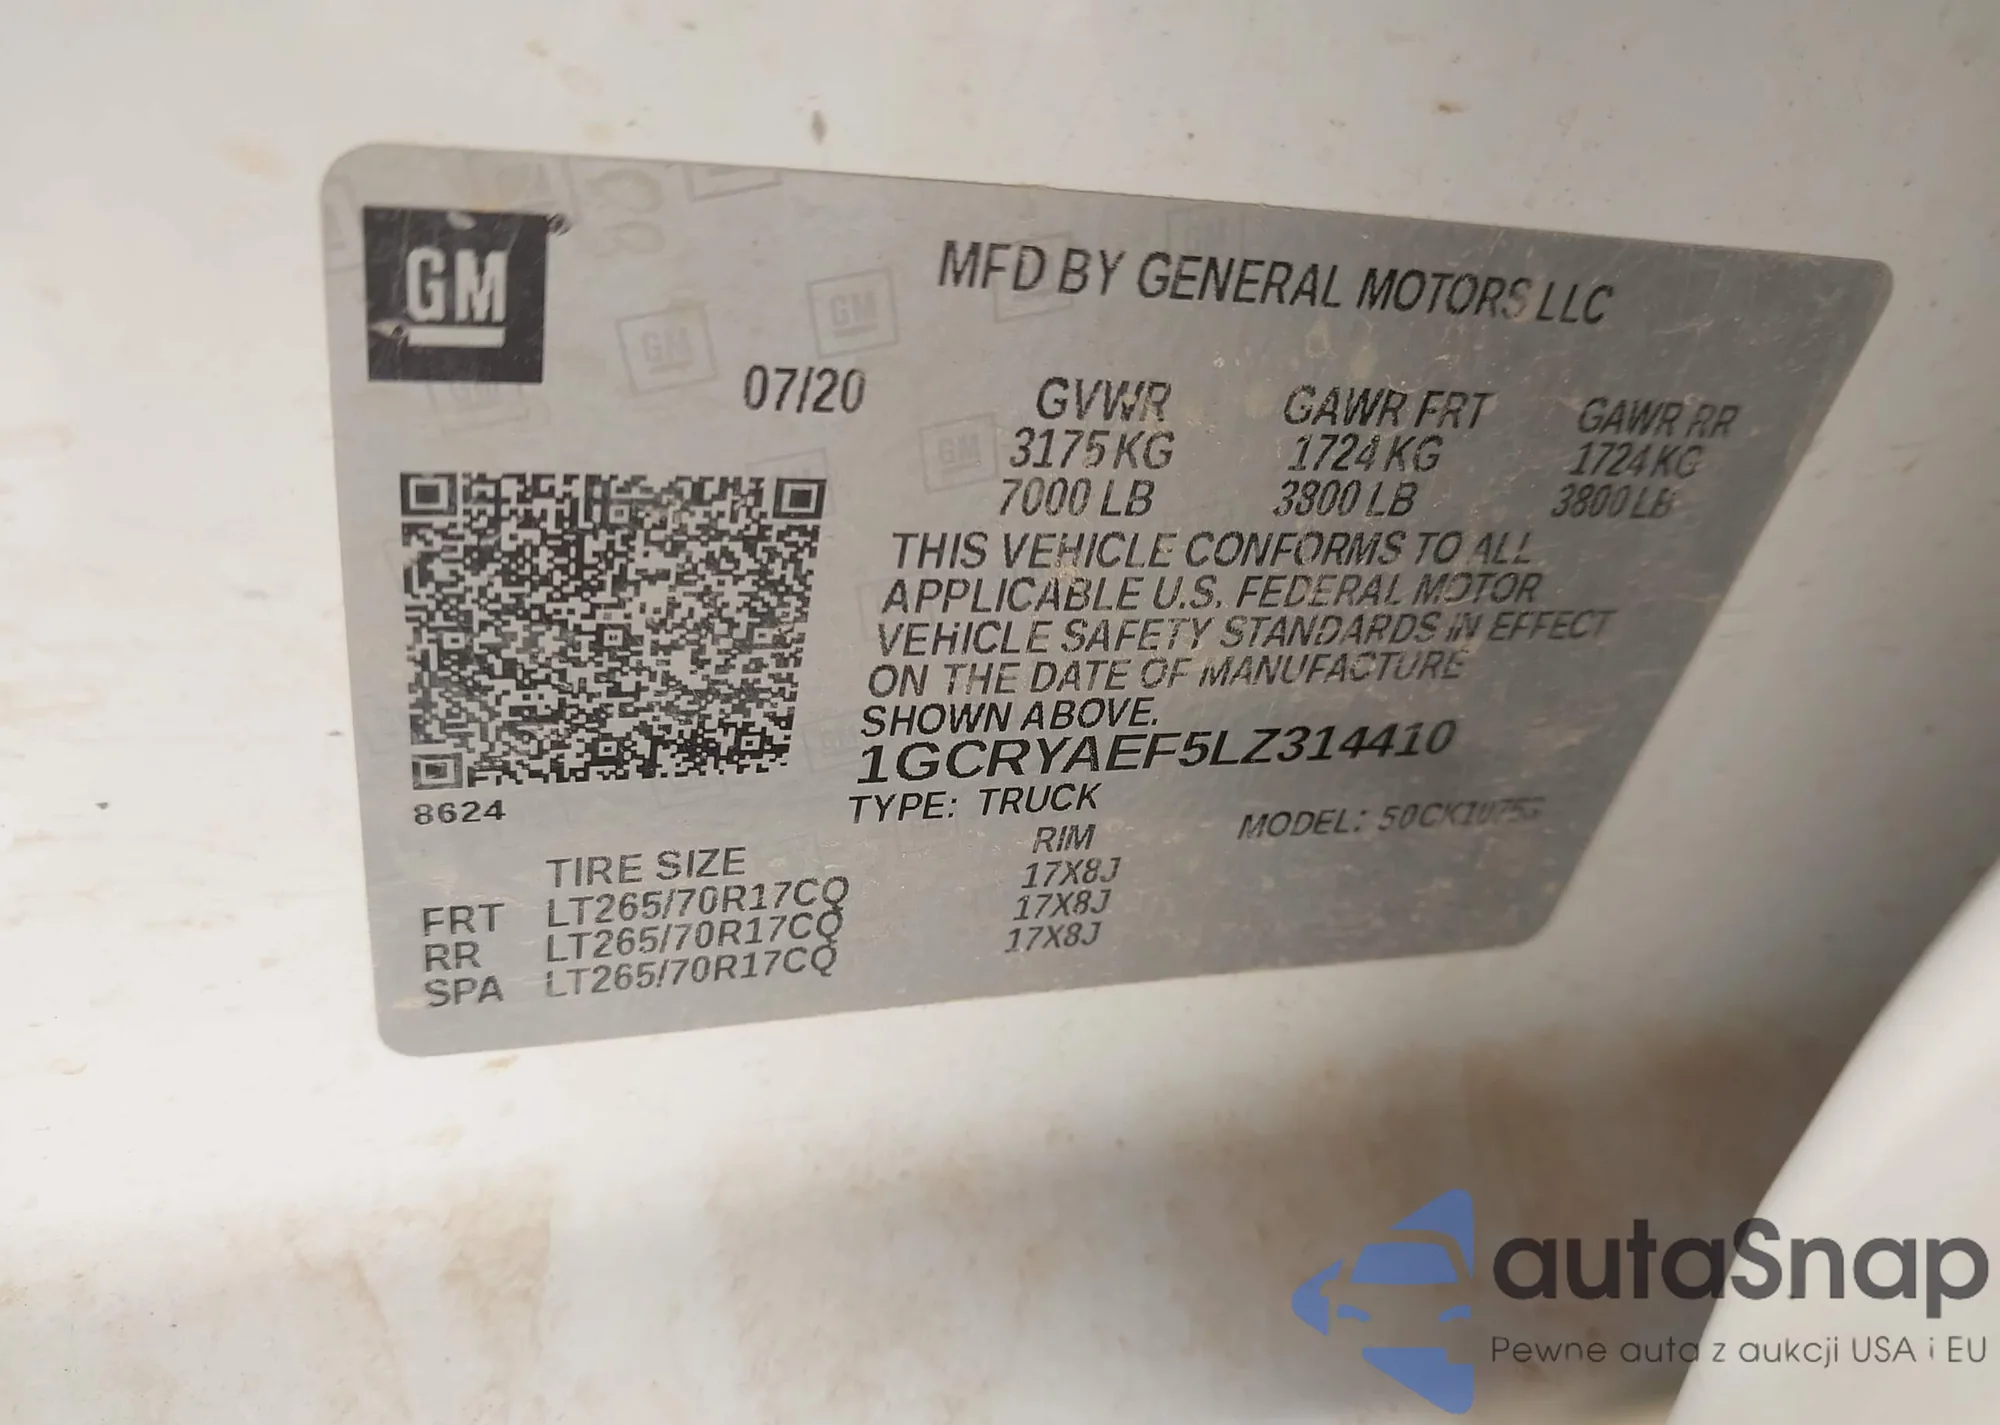 GM
MFD BY GENERAL MOTORS LLC
07/20
GVWR GAWR FRT GAWR RR
3175 KG 1724 KG 1724 KG
7000 LB 3800 LB 3800 LB
THIS VEHICLE CONFORMS TO ALL
APPLICABLE U.S. FEDERAL MOTOR
VEHICLE SAFETY STANDARDS IN EFFECT
ON THE DATE OF MANUFACTURE
SHOWN ABOVE.
1GCRYAEF5LZ314410
8624
TYPE: TRUCK MODEL:
TIRE SIZE RIM
FRT LT265/70R17CQ 17X8J
RR LT265/70R17CQ 17X8J
SPA LT265/70R17CQ 17X8J
autoSnap
Pewne auta z aukcji USA i EU